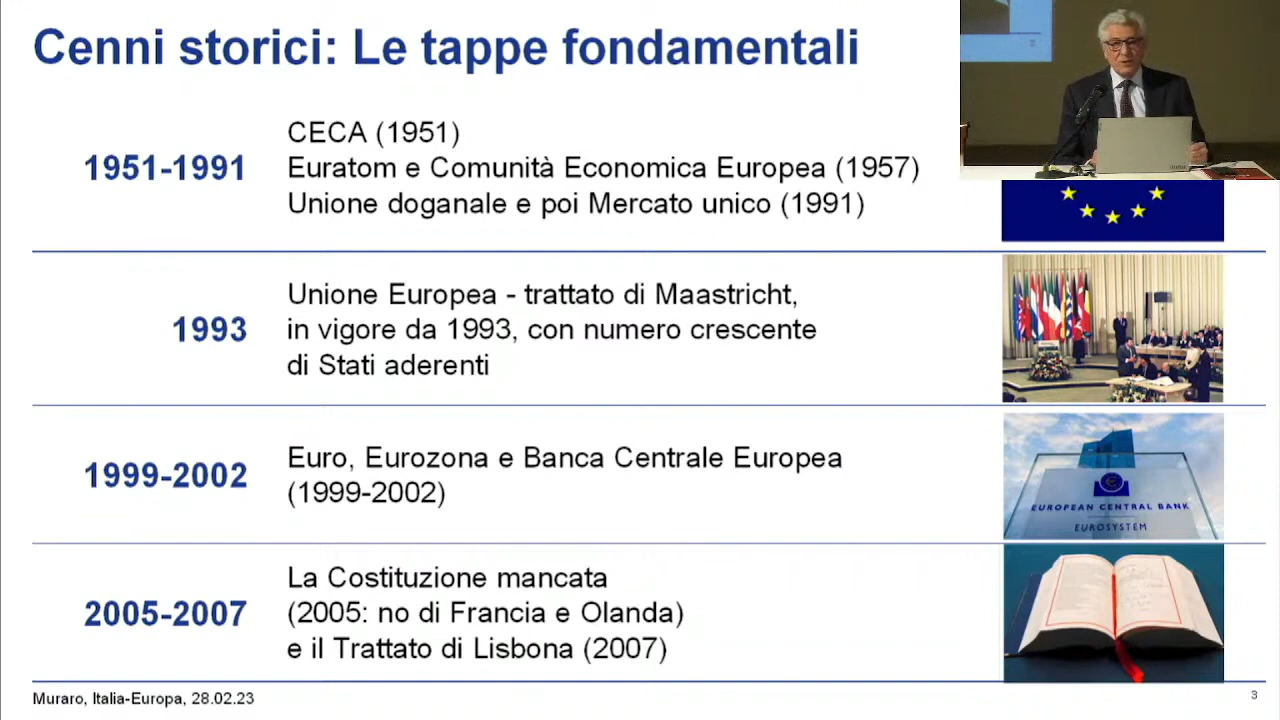 Cenni storici: Le tappe fondamentali
1951-1991
CECA (1951)
Euratom e Comunità Economica Europea (1957)
Unione doganale e poi Mercato unico (1991)
1993
Unione Europea - trattato di Maastricht,
in vigore da 1993, con numero crescente
di Stati aderenti
1999-2002
Euro, Eurozona e Banca Centrale Europea
(1999-2002)
EUROPEAN CENTRAL BANK
EUROSYSTEM
2005-2007
La Costituzione mancata
(2005: no di Francia e Olanda)
e il Trattato di Lisbona (2007)
Muraro, Italia-Europa, 28.02.23
3